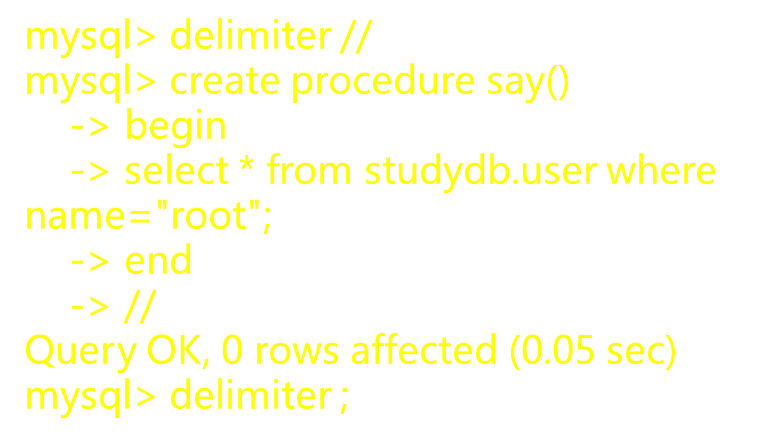 mysql> delimiter //
mysql> create procedure say()
-> begin
-> select * from studydb.user where
name="root";
-> end
-> //
Query OK, 0 rows affected (0.05 sec)
mysql> delimiter ;